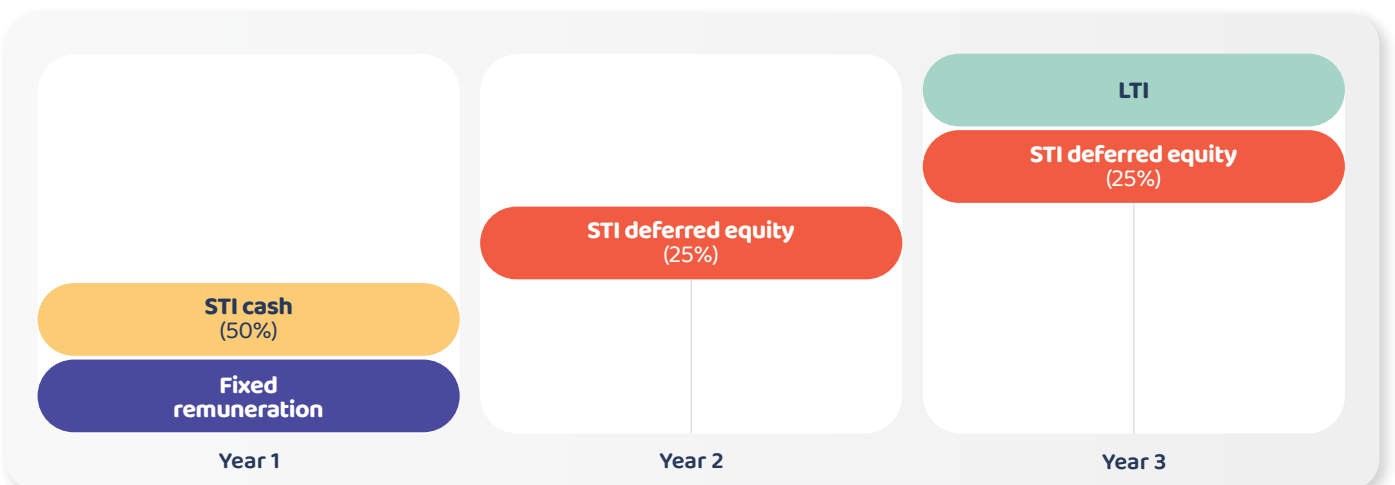 LTI
STI deferred equity
(25%)
STI deferred equity
(25%)
STI cash
(50%)
Fixed
remuneration
Year 1
Year 2
Year 3